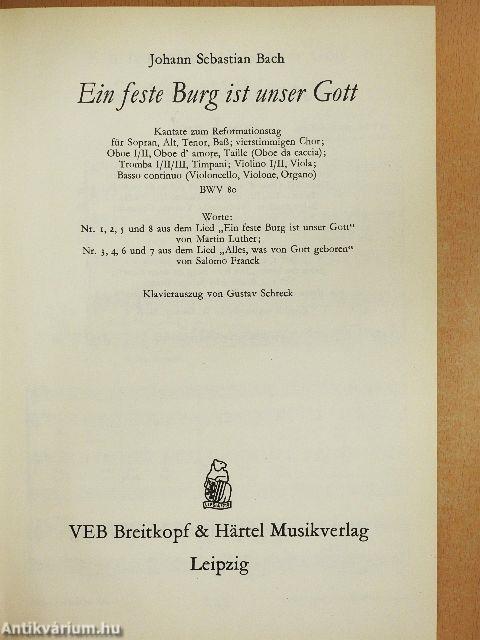 Johann Sebastian Bach
Ein feste Burg ist unser Gott
Kantate zum Reformationstag
für Sopran, Alt, Tenor, Baß; vierstimmigen Chor;
Oboe I/II, Oboe d' amore, Taille (Oboe da caccia);
Tromba I/II/III, Timpani; Violino I/II, Viola;
Basso continuo (Violoncello, Violone, Organo)
BWV 80
Worte:
Nr. 1, 2, 5 und 8 aus dem Lied „Ein feste Burg ist unser Gott“
von Martin Luther;
Nr. 3, 4, 6 und 7 aus dem Lied „Alles, was von Gott geboren“
von Salomo Franck
Klavierauszug von Gustav Schreck
VEB Breitkopf & Härtel Musikverlag
Leipzig
Antikvárium.hu